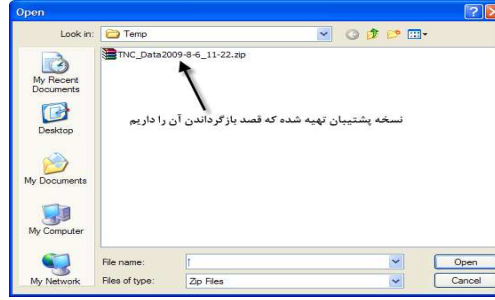 Open
Look in:
Temp
TNC_Data2009-8-6_11-22.zip
My Recent
Documents
نسخه پشتیبان تهیه شده که قصد بازگرداندن آن را داریم
Desktop
My Documents
My Computer
My Network
File name:
Open
Files of type:
Zip Files
Cancel